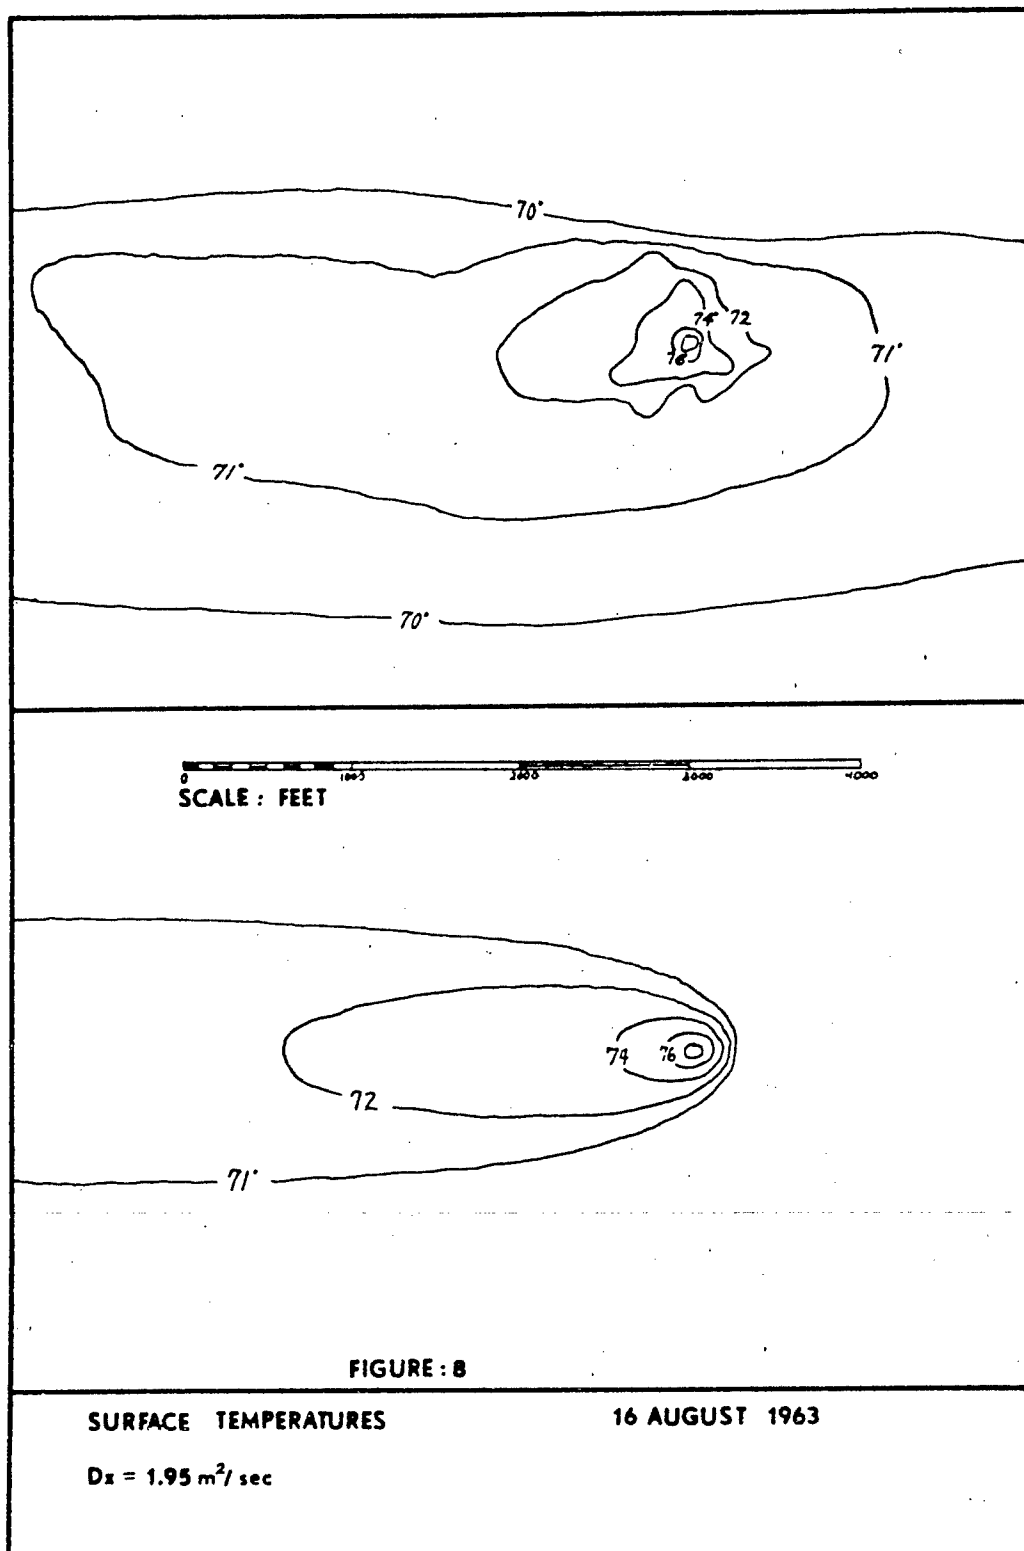 70°
74 72
76
71°
71°
70°
0 1000 2000 3000 4000
SCALE : FEET
74 76
72
71°
FIGURE : 8
SURFACE TEMPERATURES 16 AUGUST 1963
Dx = 1.95 m²/ sec